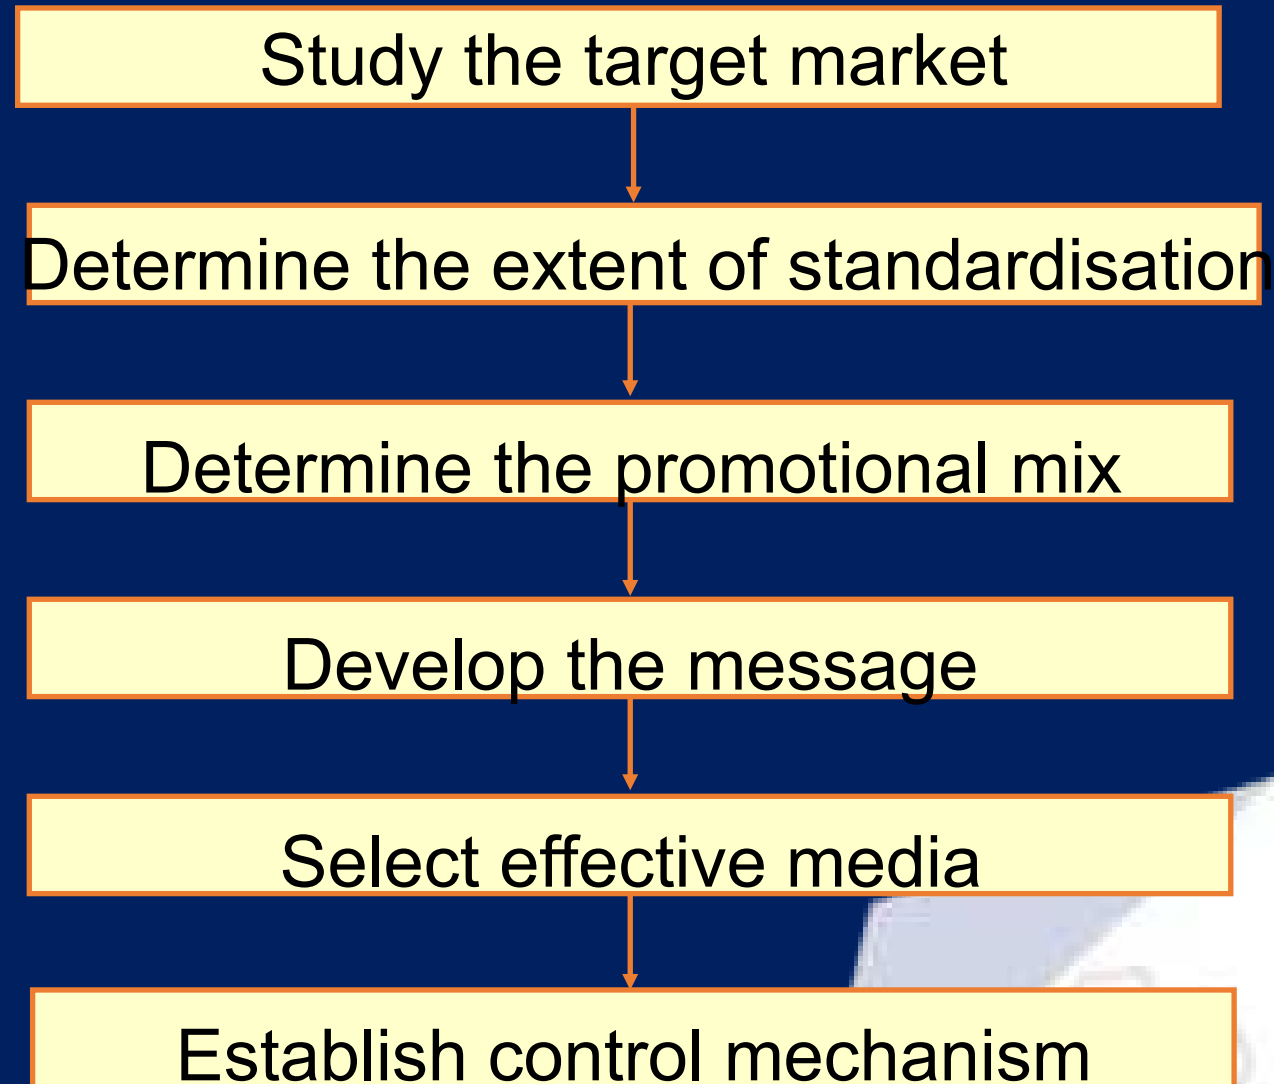 Study the target market
Determine the extent of standardisation
Determine the promotional mix
Develop the message
Select effective media
Establish control mechanism